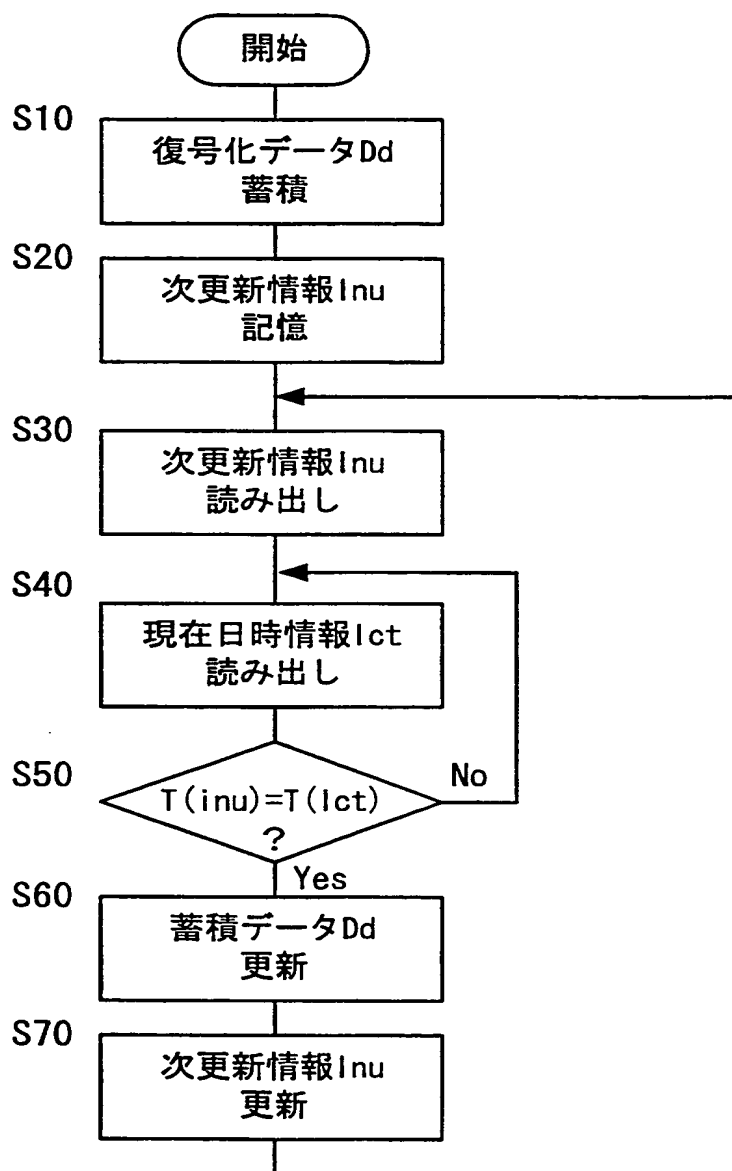 開始
S10
復号化データDd
蓄積
S20
次更新情報Inu
記憶
S30
次更新情報Inu
読み出し
S40
現在日時情報Ict
読み出し
S50
T(inu)=T(Ict)
?
No
Yes
S60
蓄積データDd
更新
S70
次更新情報Inu
更新